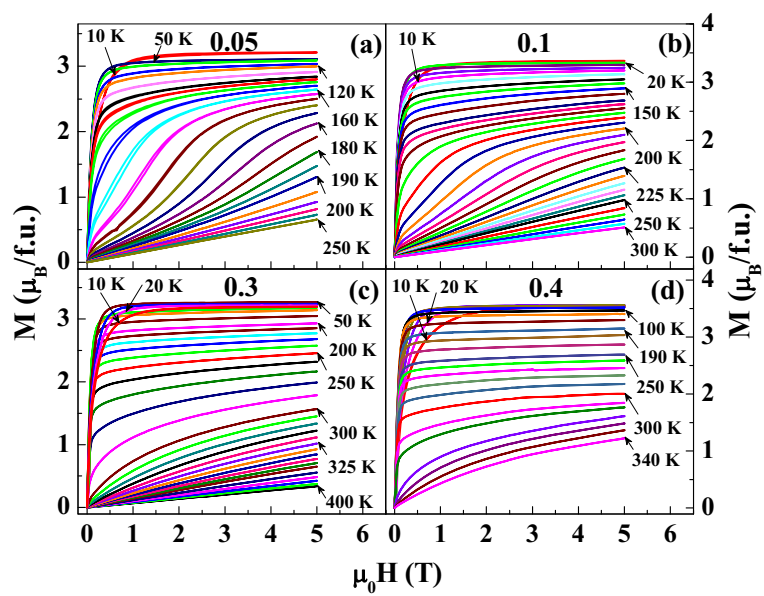 0.05
(a)
10 K
50 K
120 K
160 K
180 K
190 K
200 K
250 K
3
2
1
0
M (μB/f.u.)
0.1
(b)
10 K
20 K
150 K
200 K
225 K
250 K
300 K
4
3
2
1
0
M (μB/f.u.)
0.3
(c)
10 K
20 K
50 K
200 K
250 K
300 K
325 K
400 K
3
2
1
0
0 1 2 3 4 5 6
0.4
(d)
10 K
20 K
100 K
190 K
250 K
300 K
340 K
4
3
2
1
0
0 1 2 3 4 5 6
μ0H (T)